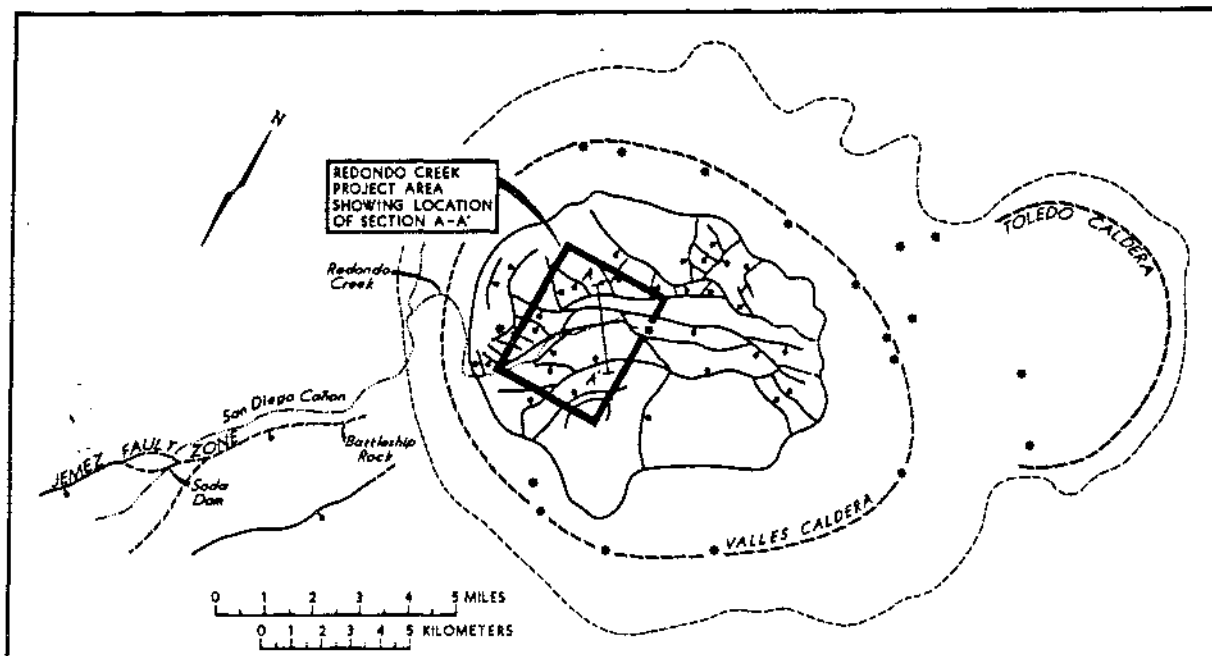 N
REDONDO CREEK
PROJECT AREA
SHOWING LOCATION
OF SECTION A-A'
TOLEDO CALDERA
Redondo
Creek
A
A'
San Diego Cañon
JEMEZ FAULT ZONE
Battleship
Rock
Soda
Dam
VALLES CALDERA
0 1 2 3 4 5 MILES
0 1 2 3 4 5 KILOMETERS